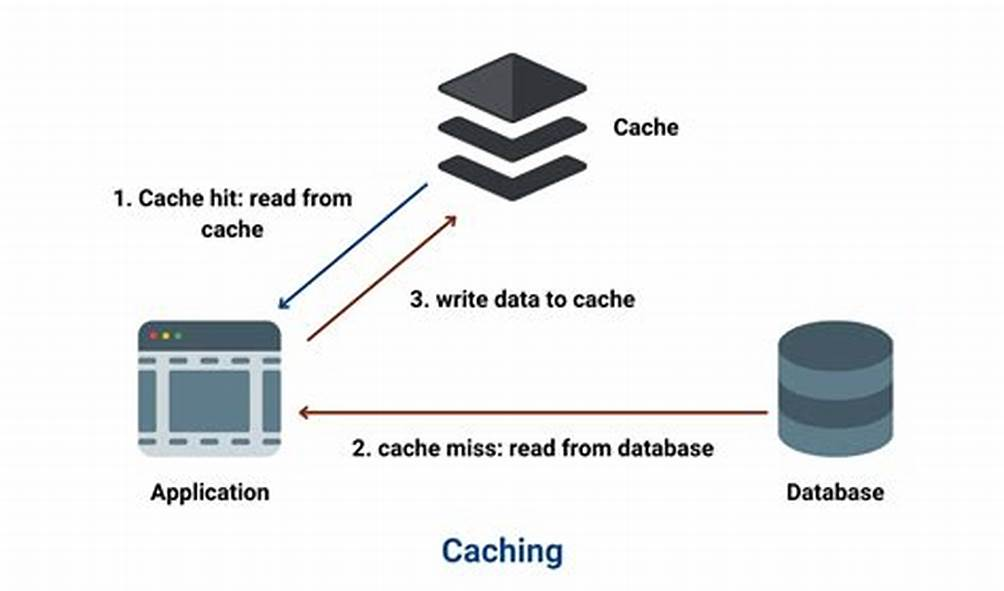 Cache
1. Cache hit: read from
cache
3. write data to cache
2. cache miss: read from database
Application
Database
Caching